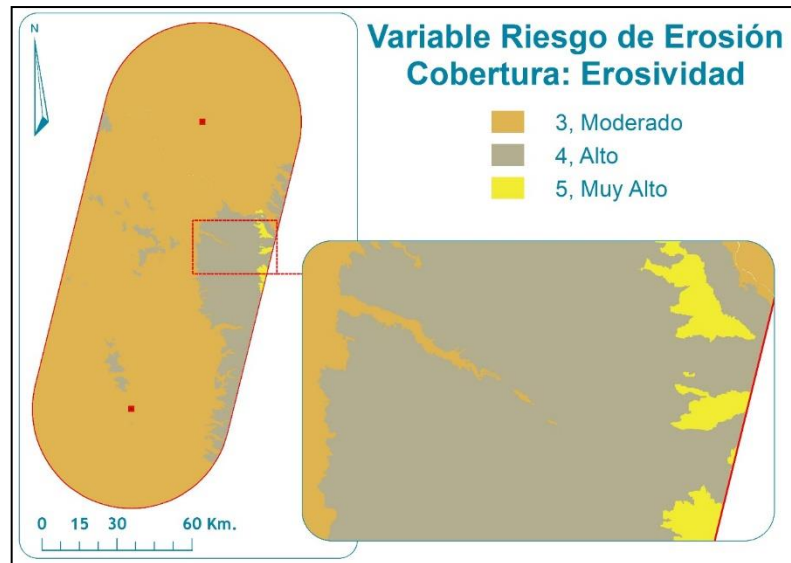 N
Variable Riesgo de Erosión
Cobertura: Erosividad
3, Moderado
4, Alto
5, Muy Alto
0 15 30 60 Km.